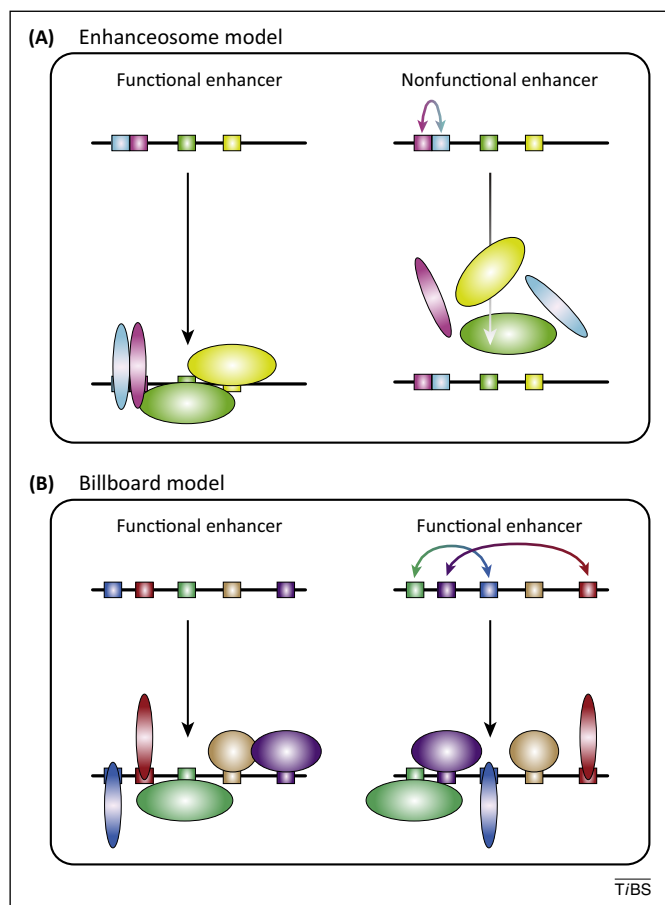 (A) Enhanceosome model
Functional enhancer
Nonfunctional enhancer
(B) Billboard model
Functional enhancer
Functional enhancer
TiBS